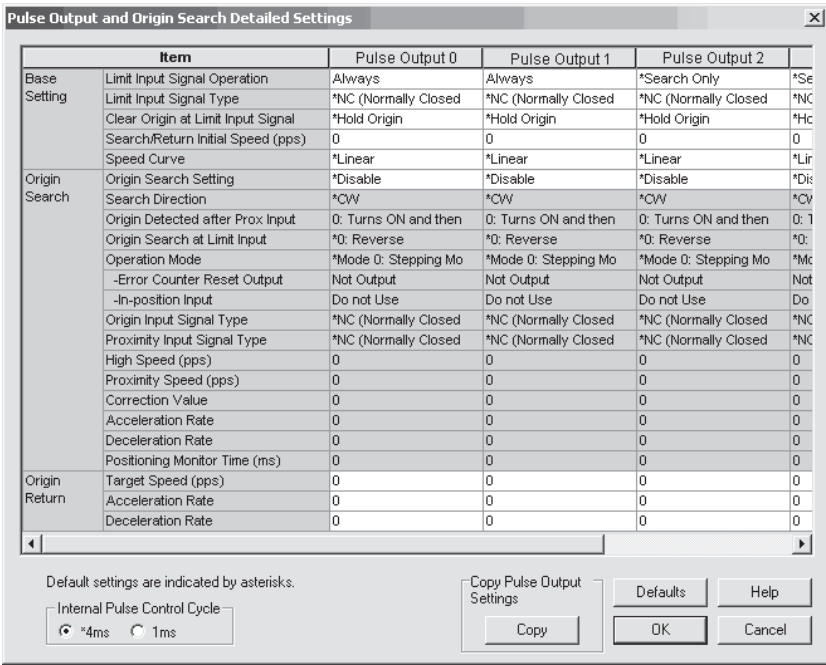 Pulse Output and Origin Search Detailed Settings
Item Pulse Output 0 Pulse Output 1 Pulse Output 2
Base Setting Limit Input Signal Operation Always Always *Search Only *Se
Limit Input Signal Type *NC (Normally Closed *NC (Normally Closed *NC (Normally Closed *NC
Clear Origin at Limit Input Signal *Hold Origin *Hold Origin *Hold Origin *Ho
Search/Return Initial Speed (pps) 0 0 0 0
Speed Curve *Linear *Linear *Linear *Lin
Origin Search Origin Search Setting *Disable *Disable *Disable *Dis
Search Direction *CW *CW *CW *CW
Origin Detected after Prox Input 0: Turns ON and then 0: Turns ON and then 0: Turns ON and then 0: T
Origin Search at Limit Input *0: Reverse *0: Reverse *0: Reverse *0:
Operation Mode *Mode 0: Stepping Mo *Mode 0: Stepping Mo *Mode 0: Stepping Mo *Mo
-Error Counter Reset Output Not Output Not Output Not Output Not
-In-position Input Do not Use Do not Use Do not Use Do
Origin Input Signal Type *NC (Normally Closed *NC (Normally Closed *NC (Normally Closed *NC
Proximity Input Signal Type *NC (Normally Closed *NC (Normally Closed *NC (Normally Closed *NC
High Speed (pps) 0 0 0 0
Proximity Speed (pps) 0 0 0 0
Correction Value 0 0 0 0
Acceleration Rate 0 0 0 0
Deceleration Rate 0 0 0 0
Positioning Monitor Time (ms) 0 0 0 0
Origin Return Target Speed (pps) 0 0 0 0
Acceleration Rate 0 0 0 0
Deceleration Rate 0 0 0 0
Default settings are indicated by asterisks.
Internal Pulse Control Cycle
*4ms 1ms
Copy Pulse Output Settings
Copy
Defaults Help
OK Cancel